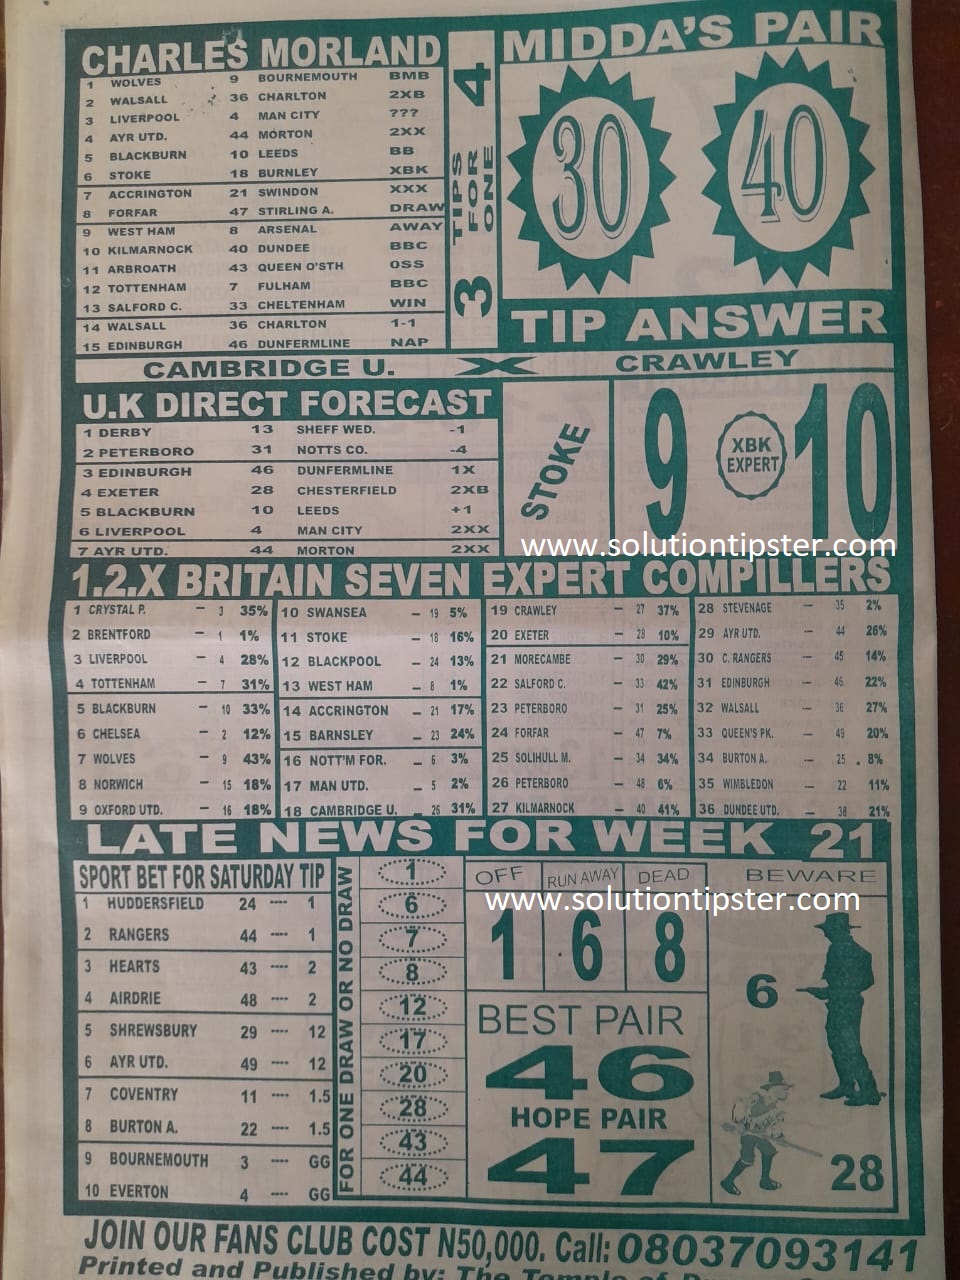 CHARLES MORLAND
1 WOLVES 9 BOURNEMOUTH BMB
2 WALSALL 36 CHARLTON 2XB
3 LIVERPOOL 4 MAN CITY ???
4 AYR UTD. 44 MORTON 2XX
5 BLACKBURN 10 LEEDS BB
6 STOKE 18 BURNLEY XBK
7 ACCRINGTON 21 SWINDON XXX
8 FORFAR 47 STIRLING A. DRAW
9 WEST HAM 8 ARSENAL AWAY
10 KILMARNOCK 40 DUNDEE BBC
11 ARBROATH 43 QUEEN O'STH 0SS
12 TOTTENHAM 7 FULHAM BBC
13 SALFORD C. 33 CHELTENHAM WIN
14 WALSALL 36 CHARLTON 1-1
15 EDINBURGH 46 DUNFERMLINE NAP
3 TIPS FOR ONE 4
MIDDA'S PAIR
30 40
TIP ANSWER
CAMBRIDGE U. X CRAWLEY
U.K DIRECT FORECAST
1 DERBY 13 SHEFF WED. -1
2 PETERBORO 31 NOTTS CO. -4
3 EDINBURGH 46 DUNFERMLINE 1X
4 EXETER 28 CHESTERFIELD 2XB
5 BLACKBURN 10 LEEDS +1
6 LIVERPOOL 4 MAN CITY 2XX
7 AYR UTD. 44 MORTON 2XX
STOKE
9 XBK EXPERT 10
www.solutiontipster.com
1.2.X BRITAIN SEVEN EXPERT COMPILLERS
1 CRYSTAL P. – 3 35%
2 BRENTFORD – 1 1%
3 LIVERPOOL – 4 28%
4 TOTTENHAM – 7 31%
5 BLACKBURN – 10 33%
6 CHELSEA – 2 12%
7 WOLVES – 9 43%
8 NORWICH – 15 18%
9 OXFORD UTD. – 16 18%
10 SWANSEA – 19 5%
11 STOKE – 18 16%
12 BLACKPOOL – 24 13%
13 WEST HAM – 8 1%
14 ACCRINGTON – 21 17%
15 BARNSLEY – 23 24%
16 NOTT'M FOR. – 6 3%
17 MAN UTD. – 5 2%
18 CAMBRIDGE U. – 26 31%
19 CRAWLEY – 27 37%
20 EXETER – 28 10%
21 MORECAMBE – 30 29%
22 SALFORD C. – 33 42%
23 PETERBORO – 31 25%
24 FORFAR – 47 7%
25 SOLIHULL M. – 34 34%
26 PETERBORO – 48 6%
27 KILMARNOCK – 40 41%
28 STEVENAGE – 35 2%
29 AYR UTD. – 44 26%
30 C. RANGERS – 45 14%
31 EDINBURGH – 46 22%
32 WALSALL – 36 27%
33 QUEEN'S PK. – 49 20%
34 BURTON A. – 25 8%
35 WIMBLEDON – 22 11%
36 DUNDEE UTD. – 38 21%
LATE NEWS FOR WEEK 21
SPORT BET FOR SATURDAY TIP
1 HUDDERSFIELD 24 ---- 1
2 RANGERS 44 ---- 1
3 HEARTS 43 ---- 2
4 AIRDRIE 48 ---- 2
5 SHREWSBURY 29 ---- 12
6 AYR UTD. 49 ---- 12
7 COVENTRY 11 ---- 1.5
8 BURTON A. 22 ---- 1.5
9 BOURNEMOUTH 3 ---- GG
10 EVERTON 4 ---- GG
FOR ONE DRAW OR NO DRAW
1
6
7
8
12
17
20
28
43
44
OFF RUN AWAY DEAD
www.solutiontipster.com
1 6 8
BEST PAIR
46
HOPE PAIR
47
BEWARE
6
28
JOIN OUR FANS CLUB COST N50,000. Call: 08037093141
Printed and Published by: The Temple of